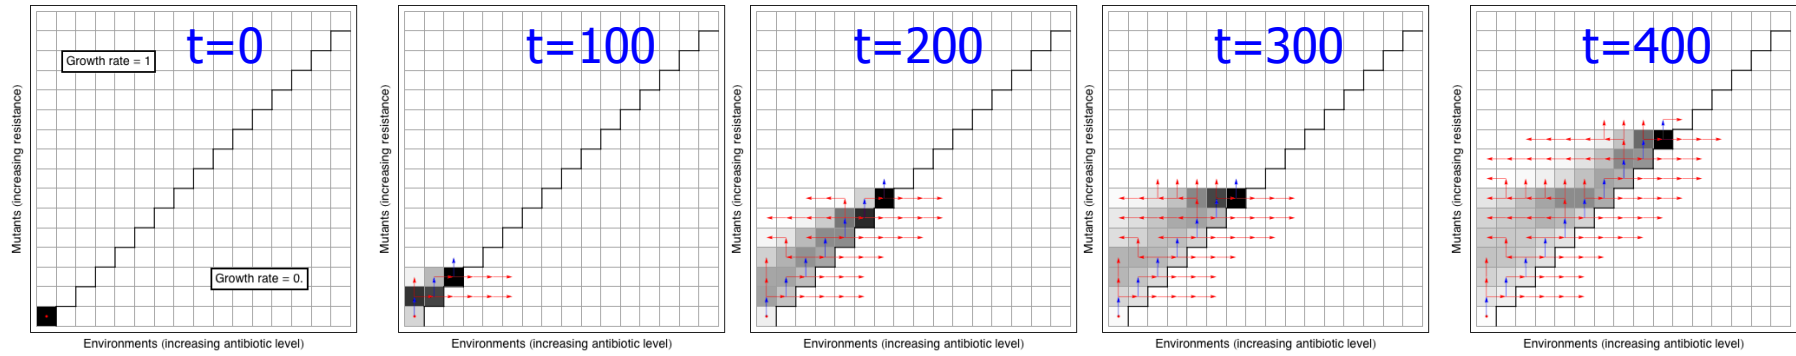 t=0
Growth rate = 1
Growth rate = 0.
Mutants (increasing resistance)
Environments (increasing antibiotic level)
t=100
Mutants (increasing resistance)
Environments (increasing antibiotic level)
t=200
Mutants (increasing resistance)
Environments (increasing antibiotic level)
t=300
Mutants (increasing resistance)
Environments (increasing antibiotic level)
t=400
Mutants (increasing resistance)
Environments (increasing antibiotic level)